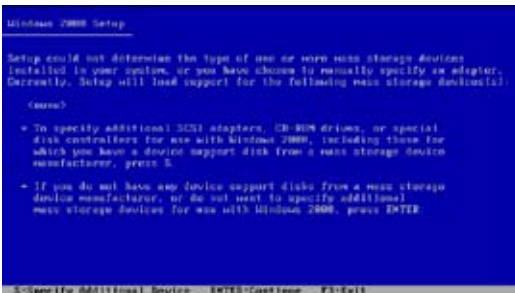 Windows 2000 Setup
Setup could not determine the type of one or more mass storage devices
installed in your system, or you have chosen to manually specify an adapter.
Currently, Setup will load support for the following mass storage devices(s):
<none>
* To specify additional SCSI adapters, CD-ROM drives, or special
disk controllers for use with Windows 2000, including those for
which you have a device support disk from a mass storage device
manufacturer, press S.
* If you do not have any device support disks from a mass storage
device manufacturer, or do not want to specify additional
mass storage devices for use with Windows 2000, press ENTER.
S=Specify Additional Device ENTER=Continue F3=Exit